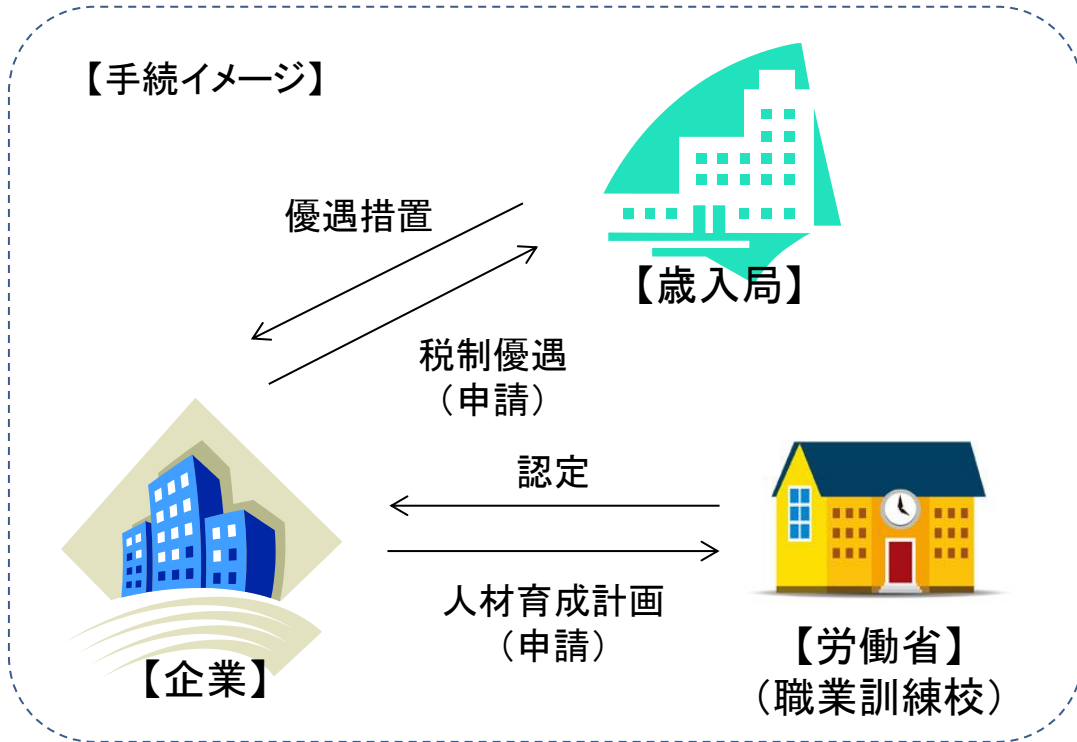 【手続イメージ】
優遇措置
【歳入局】
税制優遇
（申請）
認定
人材育成計画
（申請）
【企業】
【労働省】
（職業訓練校）